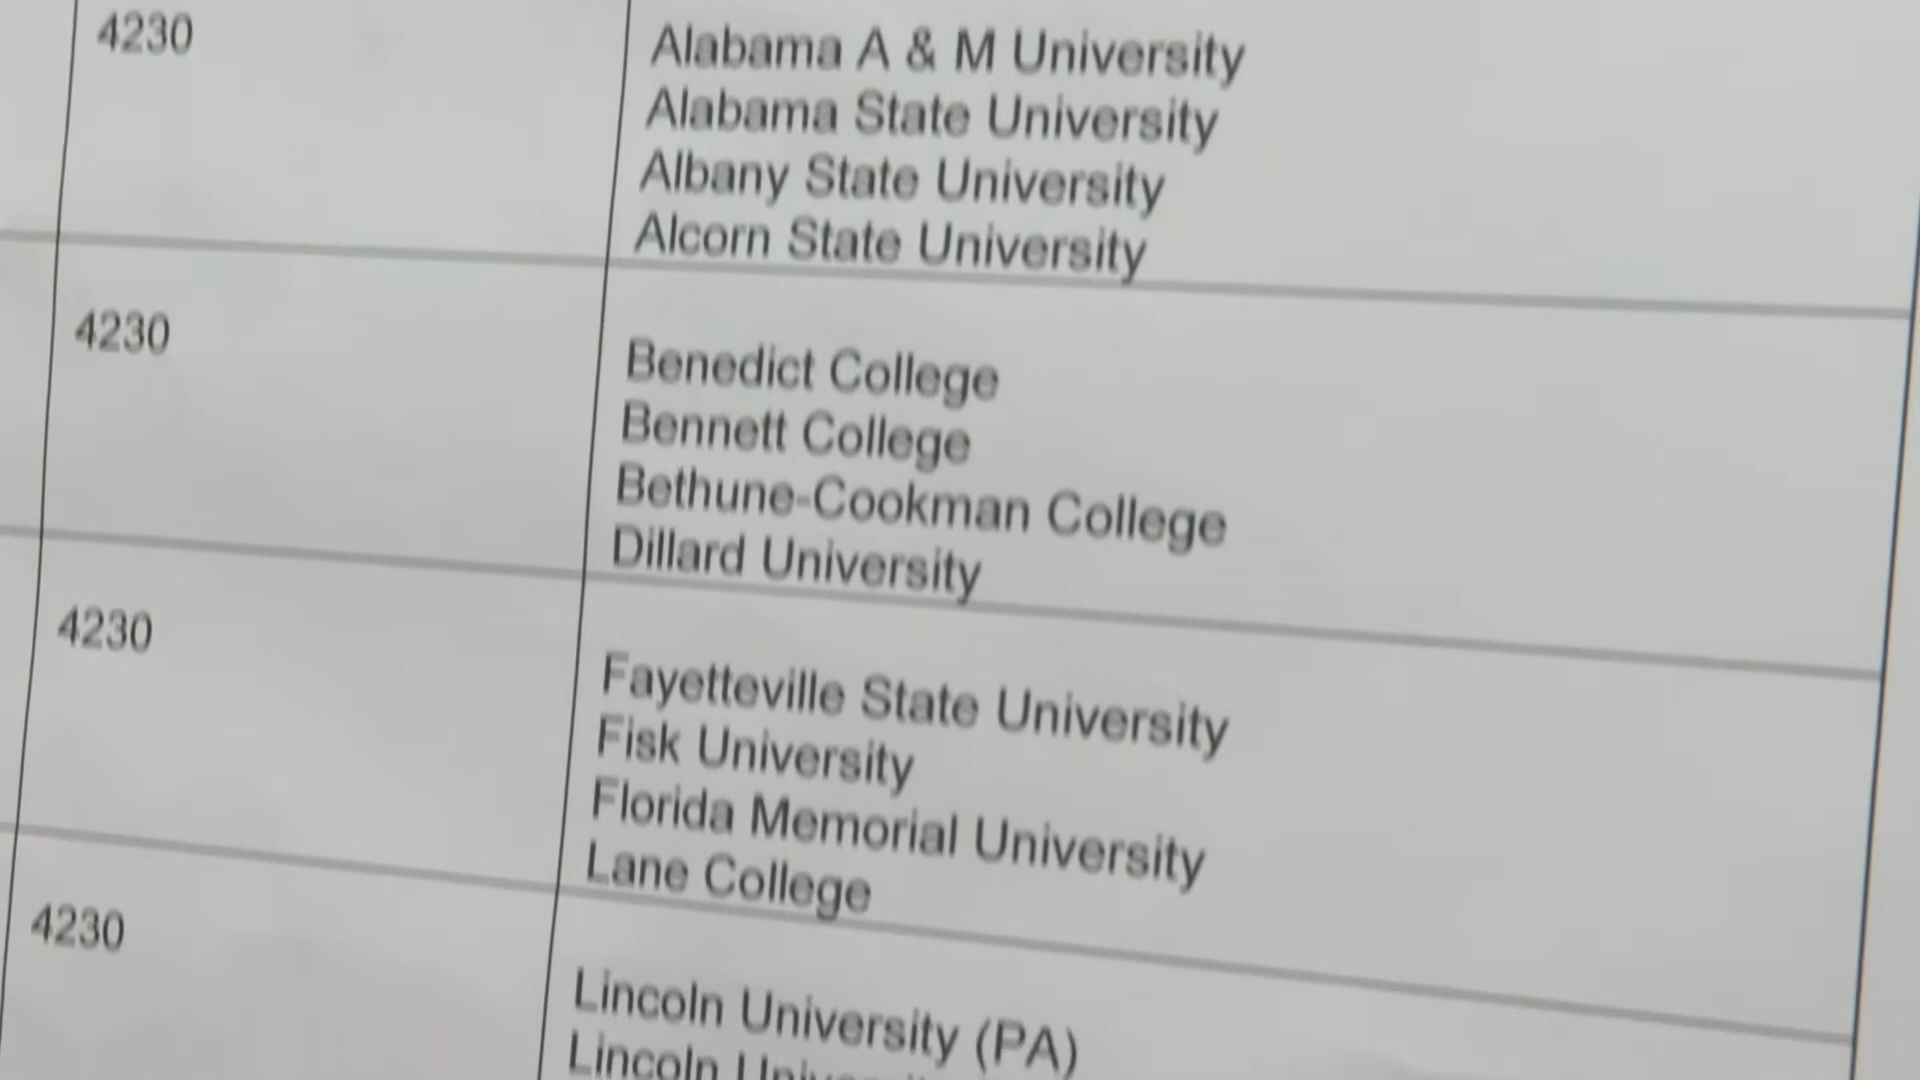 4230
Alabama A & M University
Alabama State University
Albany State University
Alcorn State University
4230
Benedict College
Bennett College
Bethune-Cookman College
Dillard University
4230
Fayetteville State University
Fisk University
Florida Memorial University
Lane College
4230
Lincoln University (PA)
Lincoln